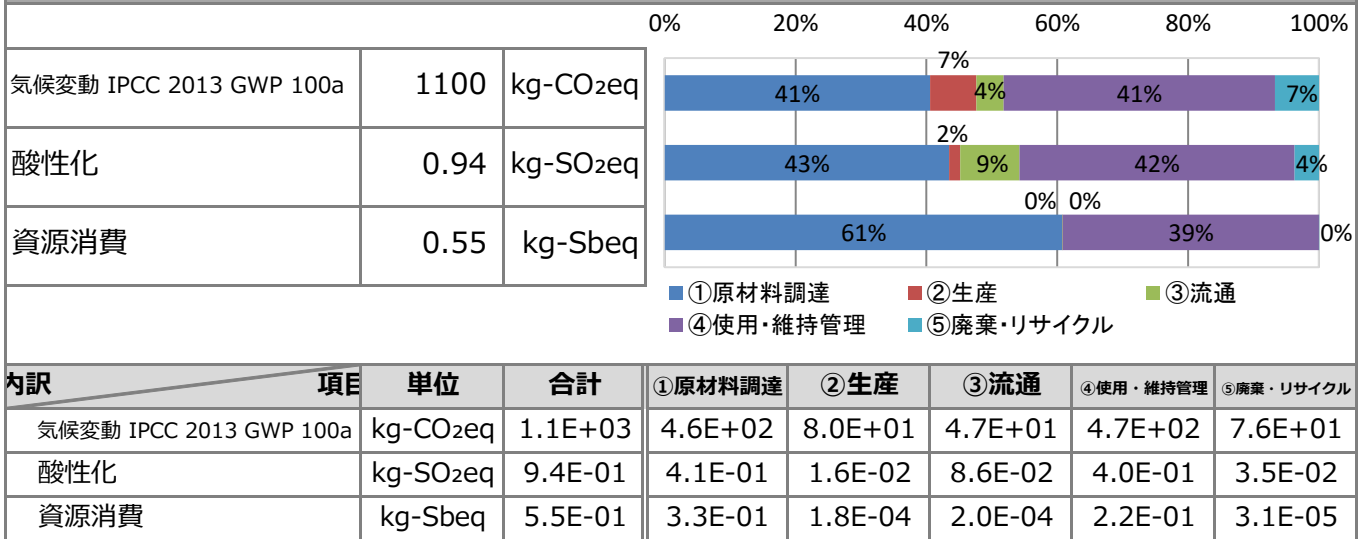 0% 20% 40% 60% 80% 100%
気候変動 IPCC 2013 GWP 100a 1100 kg-CO₂eq
7%
41% 4% 41% 7%
酸性化 0.94 kg-SO₂eq
2%
43% 9% 42% 4%
資源消費 0.55 kg-Sbeq
0% 0%
61% 39% 0%
①原材料調達 ②生産 ③流通
④使用・維持管理 ⑤廃棄・リサイクル
内訳 項目 単位 合計 ①原材料調達 ②生産 ③流通 ④使用・維持管理 ⑤廃棄・リサイクル
気候変動 IPCC 2013 GWP 100a kg-CO₂eq 1.1E+03 4.6E+02 8.0E+01 4.7E+01 4.7E+02 7.6E+01
酸性化 kg-SO₂eq 9.4E-01 4.1E-01 1.6E-02 8.6E-02 4.0E-01 3.5E-02
資源消費 kg-Sbeq 5.5E-01 3.3E-01 1.8E-04 2.0E-04 2.2E-01 3.1E-05